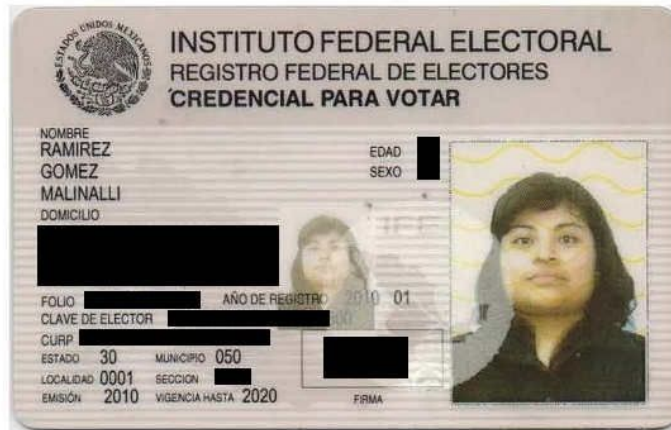 ESTADOS UNIDOS MEXICANOS
INSTITUTO FEDERAL ELECTORAL
REGISTRO FEDERAL DE ELECTORES
CREDENCIAL PARA VOTAR
NOMBRE
RAMIREZ
GOMEZ
MALINALLI
EDAD
SEXO
DOMICILIO
IFE
FOLIO AÑO DE REGISTRO 2010 01
CLAVE DE ELECTOR
CURP
ESTADO 30 MUNICIPIO 050
LOCALIDAD 0001 SECCION
EMISIÓN 2010 VIGENCIA HASTA 2020
FIRMA